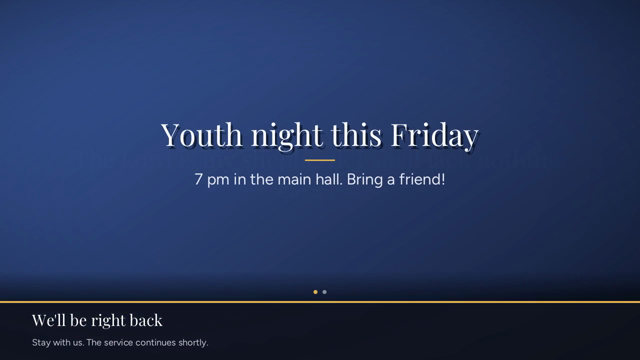 Youth night this Friday
7 pm in the main hall. Bring a friend!
We'll be right back
Stay with us. The service continues shortly.